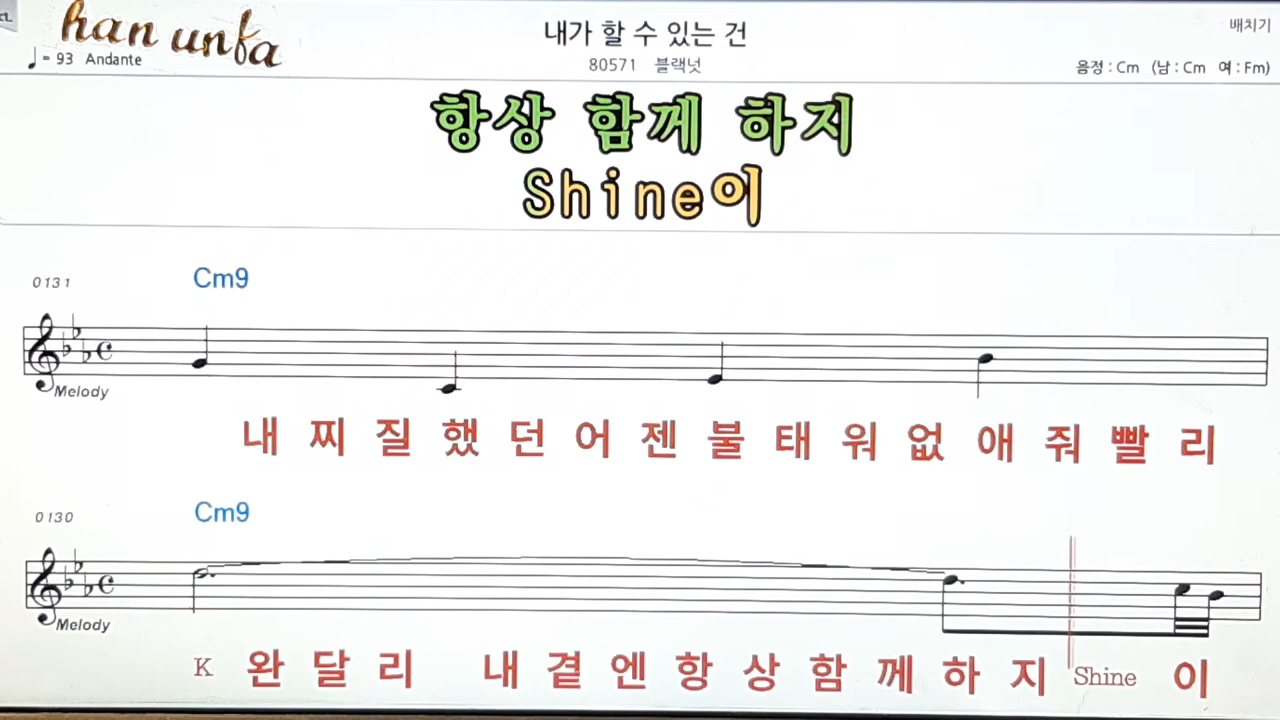 han unfa
내가 할 수 있는 건
배치기
♩= 93 Andante
80571 블랙넛
음정 : Cm (남 : Cm 여 : Fm)
항상 함께 하지
Shine이
0131
Cm9
Melody
내 찌 질 했 던 어 젠 불 태 워 없 애 줘 빨 리
0130
Cm9
Melody
K 완 달 리 내 곁 엔 항 상 함 께 하 지 Shine 이